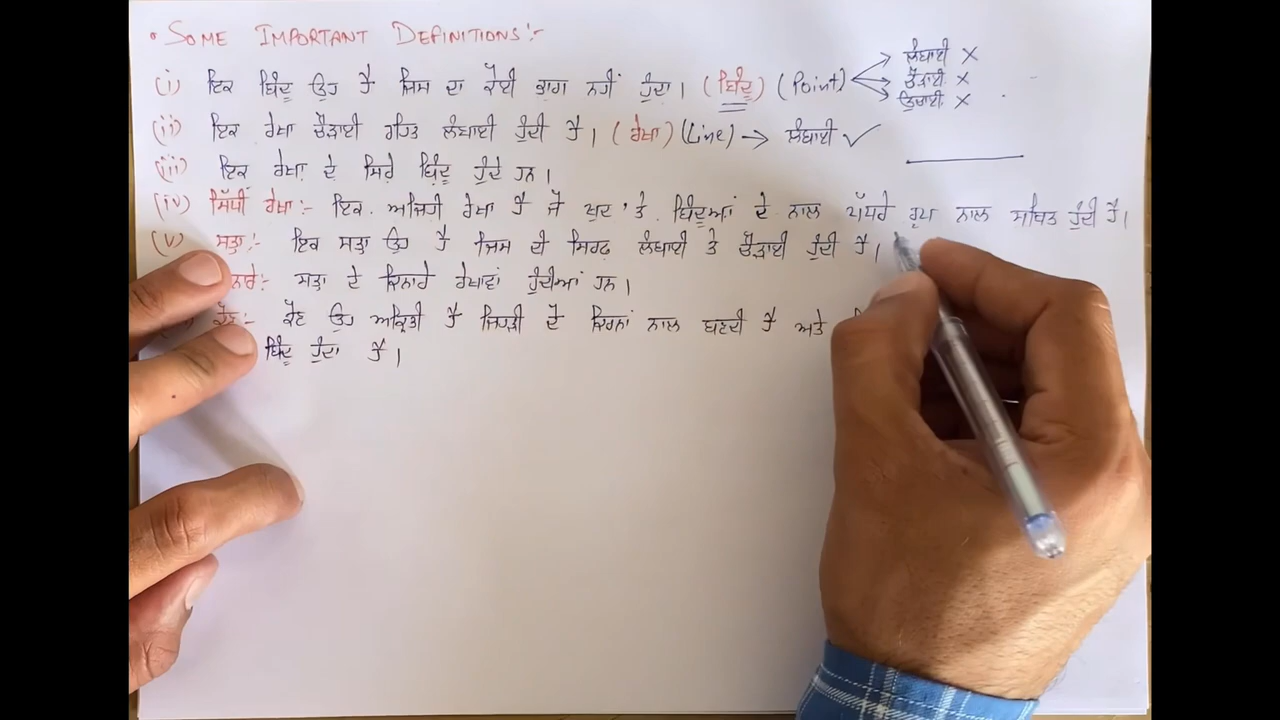 • SOME IMPORTANT DEFINITIONS:-
(i) ਇਕ ਬਿੰਦੂ ਉਹ ਹੈ ਜਿਸ ਦਾ ਕੋਈ ਭਾਗ ਨਹੀਂ ਹੁੰਦਾ। (ਬਿੰਦੂ) (Point)
ਲੰਬਾਈ ×
ਚੌੜਾਈ ×
ਉਚਾਈ ×
(ii) ਇਕ ਰੇਖਾ ਚੌੜਾਈ ਰਹਿਤ ਲੰਬਾਈ ਹੁੰਦੀ ਹੈ। (ਰੇਖਾ) (Line) → ਲੰਬਾਈ ✓
(iii) ਇਕ ਰੇਖਾ ਦੇ ਸਿਰੇ ਬਿੰਦੂ ਹੁੰਦੇ ਹਨ।
(iv) ਸਿੱਧੀ ਰੇਖਾ:- ਇਕ ਅਜਿਹੀ ਰੇਖਾ ਹੈ ਜੋ ਖੁਦ 'ਤੇ ਬਿੰਦੂਆਂ ਦੇ ਨਾਲ ਪੱਧਰੇ ਰੂਪ ਨਾਲ ਸਥਿਤ ਹੁੰਦੀ ਹੈ।
(v) ਸਤਾ:- ਇਕ ਸਤਾ ਉਹ ਹੈ ਜਿਸ ਦੀ ਸਿਰਫ਼ ਲੰਬਾਈ ਤੇ ਚੌੜਾਈ ਹੁੰਦੀ ਹੈ।
ਨਾਰੇ:- ਸਤਾ ਦੇ ਕਿਨਾਰੇ ਰੇਖਾਵਾਂ ਹੁੰਦੀਆਂ ਹਨ।
ਕੋਣ:- ਕੋਣ ਉਹ ਅਕ੍ਰਿਤੀ ਹੈ ਜਿਹੜੀ ਦੋ ਕਿਰਨਾਂ ਨਾਲ ਬਣਦੀ ਹੈ ਅਤੇ
ਬਿੰਦੂ ਹੁੰਦਾ ਹੈ।